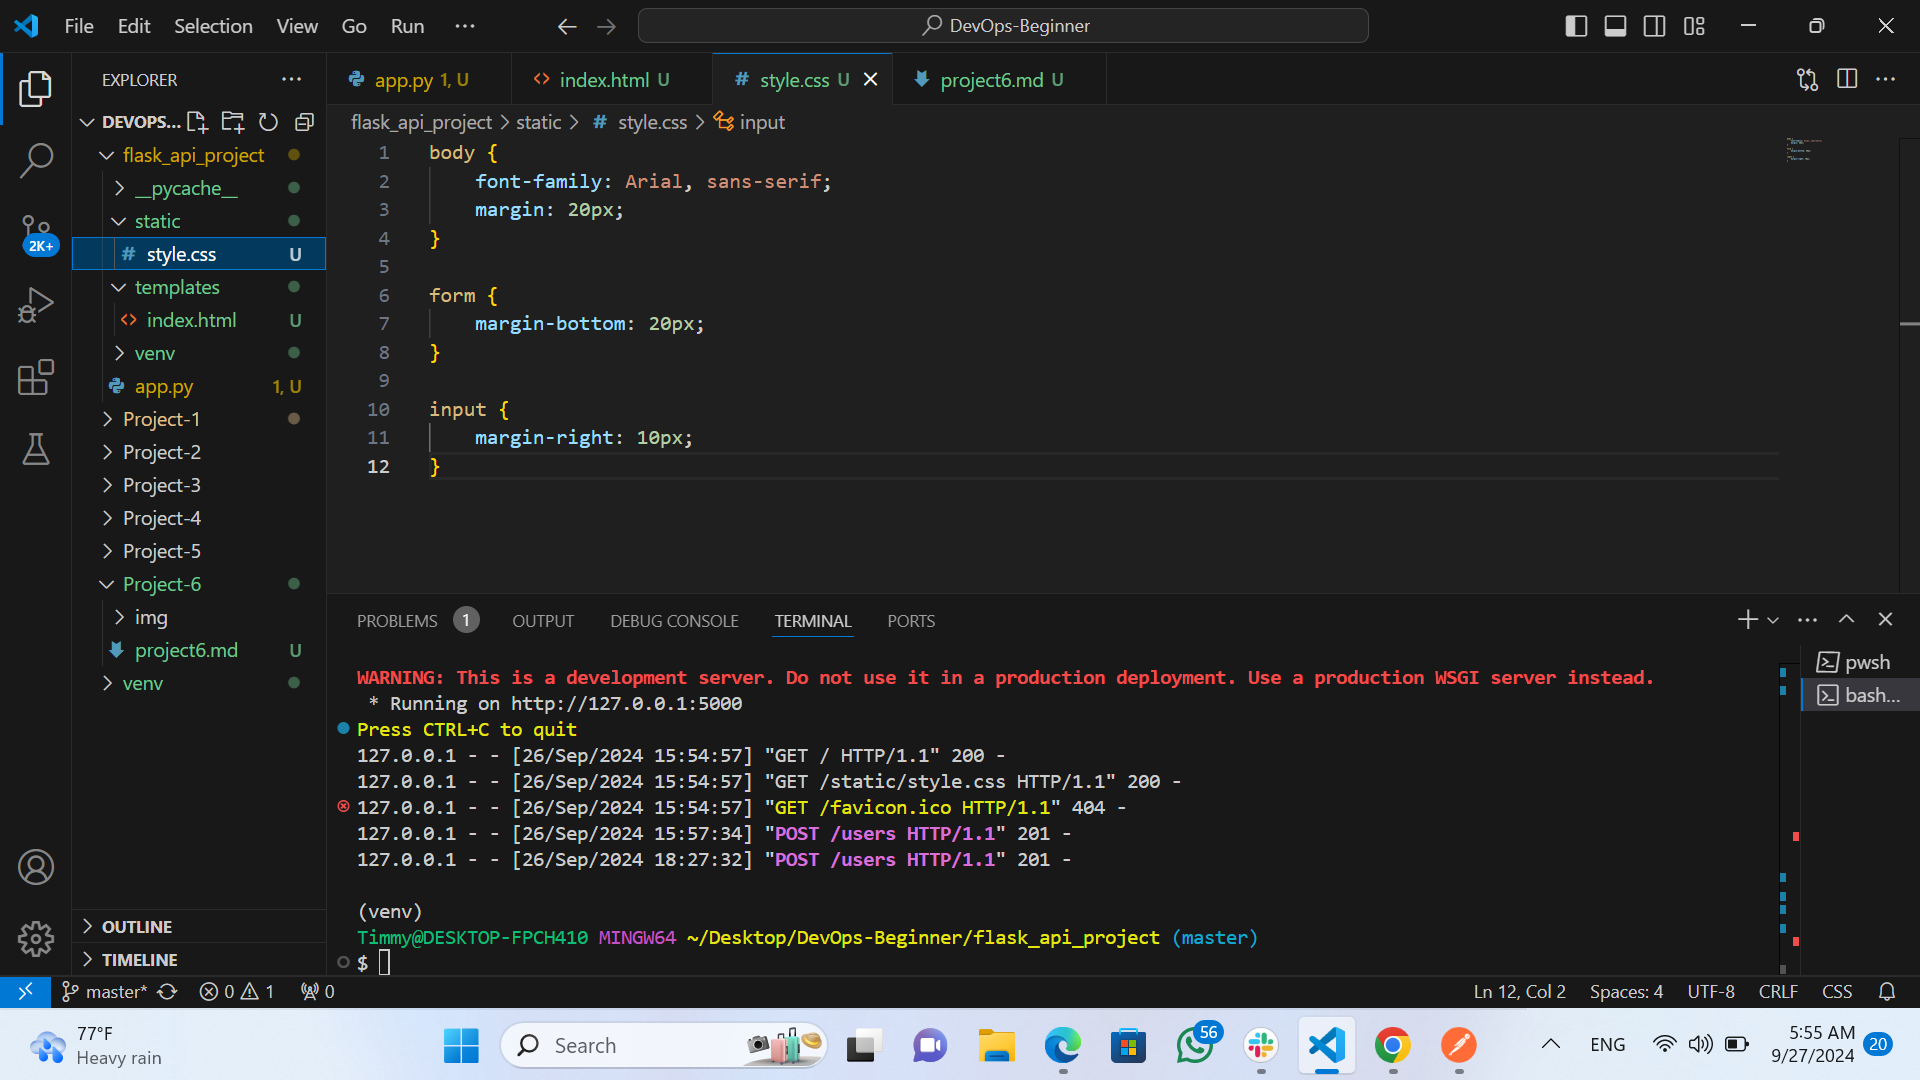 File Edit Selection View Go Run ...
DevOps-Beginner
EXPLORER
DEVOPS...
flask_api_project
__pycache__
static
# style.css U
templates
<> index.html U
venv
app.py 1, U
Project-1
Project-2
Project-3
Project-4
Project-5
Project-6
img
project6.md U
venv
OUTLINE
TIMELINE
2K+
app.py 1, U
<> index.html U
# style.css U
project6.md U
flask_api_project > static > # style.css > input
1 body {
2 font-family: Arial, sans-serif;
3 margin: 20px;
4 }
5
6 form {
7 margin-bottom: 20px;
8 }
9
10 input {
11 margin-right: 10px;
12 }
PROBLEMS 1 OUTPUT DEBUG CONSOLE TERMINAL PORTS
WARNING: This is a development server. Do not use it in a production deployment. Use a production WSGI server instead.
* Running on http://127.0.0.1:5000
Press CTRL+C to quit
127.0.0.1 - - [26/Sep/2024 15:54:57] "GET / HTTP/1.1" 200 -
127.0.0.1 - - [26/Sep/2024 15:54:57] "GET /static/style.css HTTP/1.1" 200 -
127.0.0.1 - - [26/Sep/2024 15:54:57] "GET /favicon.ico HTTP/1.1" 404 -
127.0.0.1 - - [26/Sep/2024 15:57:34] "POST /users HTTP/1.1" 201 -
127.0.0.1 - - [26/Sep/2024 18:27:32] "POST /users HTTP/1.1" 201 -
(venv)
Timmy@DESKTOP-FPCH410 MINGW64 ~/Desktop/DevOps-Beginner/flask_api_project (master)
$
pwsh
bash...
master* 0 1 0
Ln 12, Col 2 Spaces: 4 UTF-8 CRLF CSS
77°F
Heavy rain
Search
56
ENG
5:55 AM
9/27/2024
20